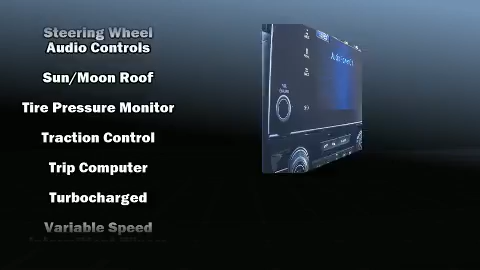 Steering Wheel
Audio Controls
Sun/Moon Roof
Tire Pressure Monitor
Traction Control
Trip Computer
Turbocharged
Variable Speed